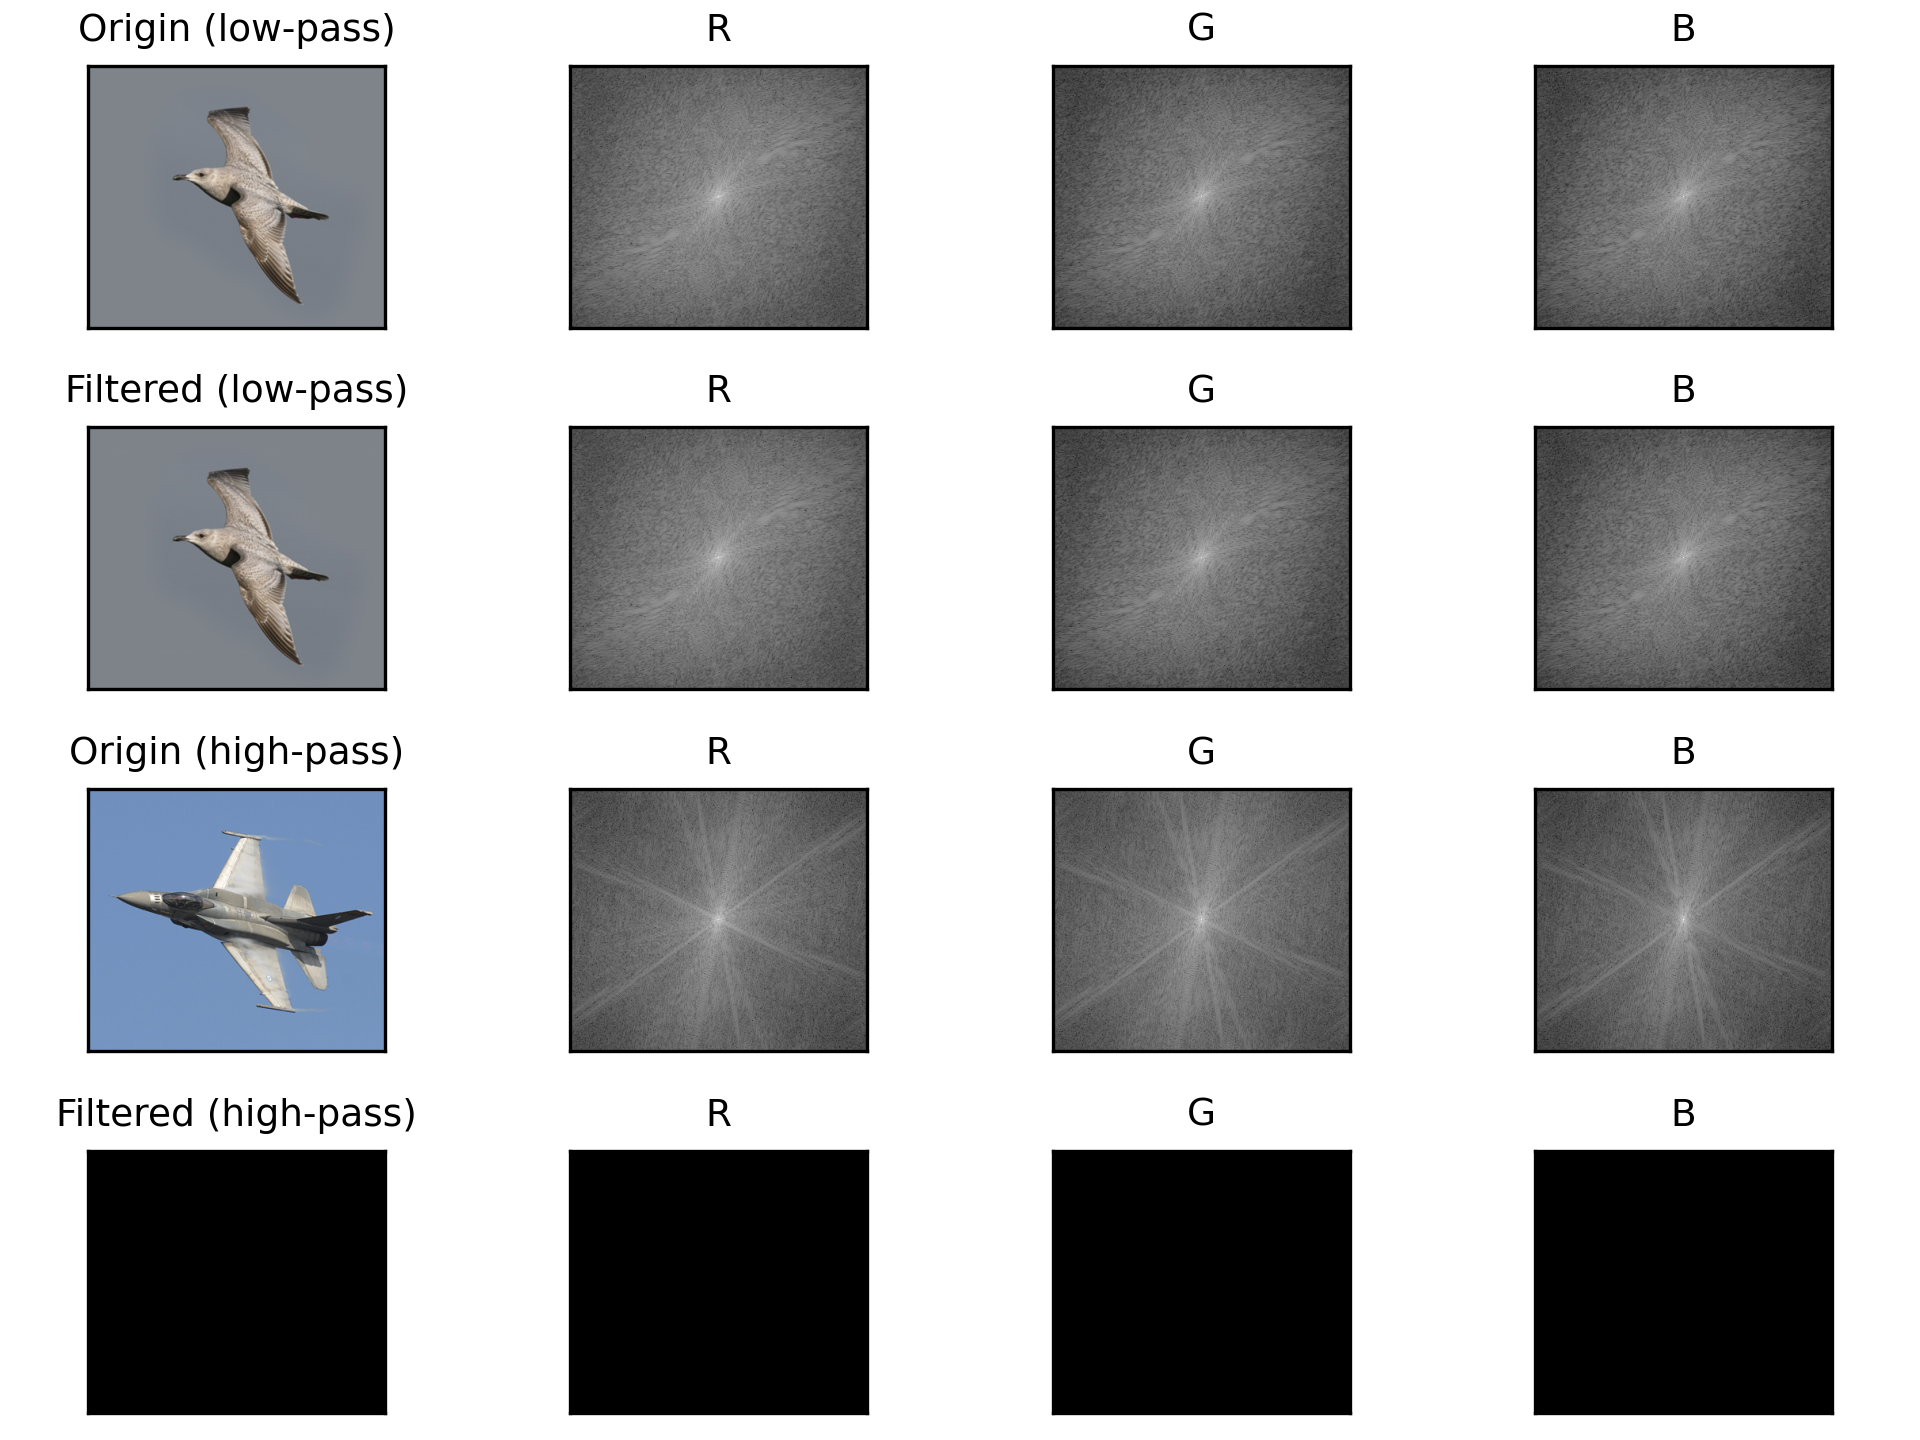 Origin (low-pass) R G B
Filtered (low-pass) R G B
Origin (high-pass) R G B
Filtered (high-pass) R G B